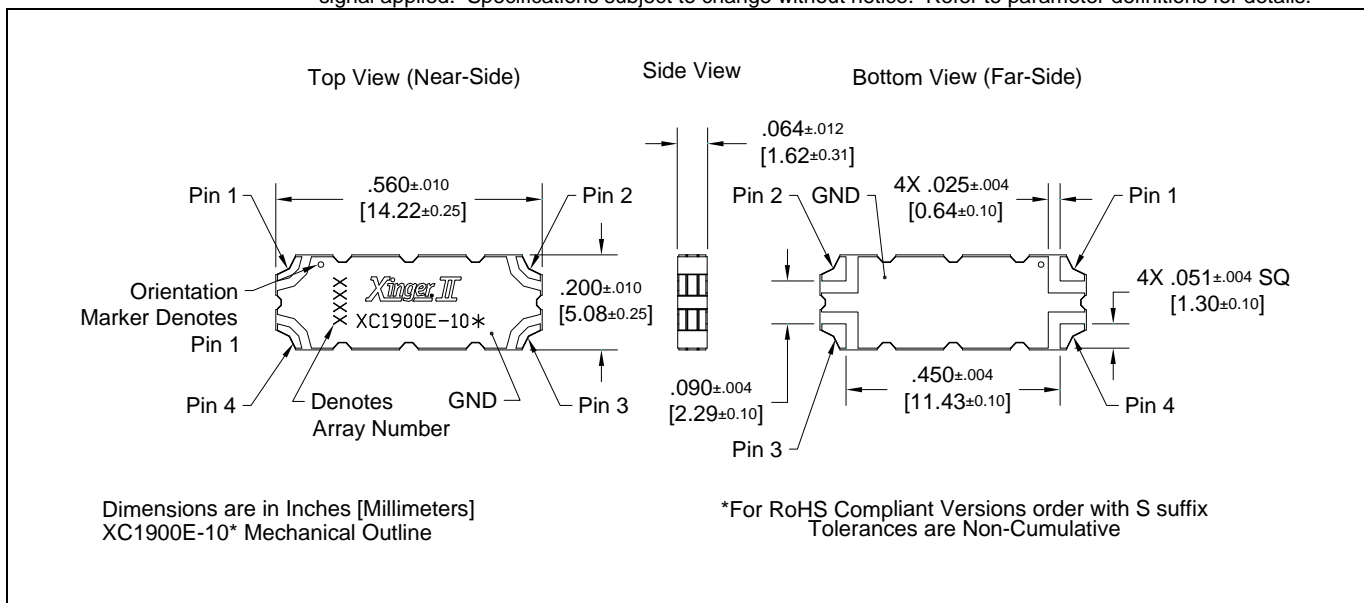 signal applied. Specifications subject to change without notice. Refer to parameter definitions for details.
Top View (Near-Side)
Side View
Bottom View (Far-Side)
.064±.012
[1.62±0.31]
.560±.010
[14.22±0.25]
Pin 1
Pin 2
Pin 2
GND
4X .025±.004
[0.64±0.10]
Pin 1
Orientation
Marker Denotes
Pin 1
XXXX
Xinger II
XC1900E-10*
.200±.010
[5.08±0.25]
4X .051±.004 SQ
[1.30±0.10]
Pin 4
Denotes
Array Number
GND
Pin 3
.090±.004
[2.29±0.10]
.450±.004
[11.43±0.10]
Pin 4
Pin 3
Dimensions are in Inches [Millimeters]
XC1900E-10* Mechanical Outline
*For RoHS Compliant Versions order with S suffix
Tolerances are Non-Cumulative